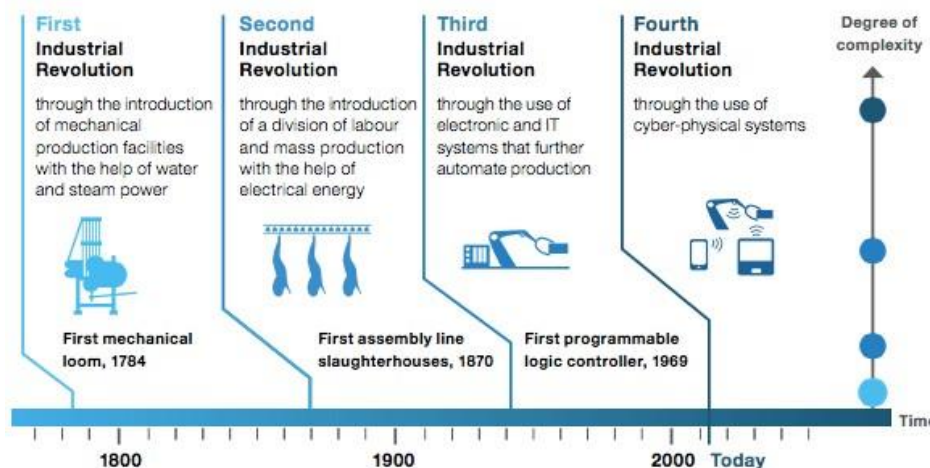 First
Industrial
Revolution
through the introduction
of mechanical
production facilities
with the help of water
and steam power
First mechanical
loom, 1784
Second
Industrial
Revolution
through the introduction
of a division of labour
and mass production
with the help of
electrical energy
First assembly line
slaughterhouses, 1870
Third
Industrial
Revolution
through the use of
electronic and IT
systems that further
automate production
First programmable
logic controller, 1969
Fourth
Industrial
Revolution
through the use of
cyber-physical systems
Degree of
complexity
Time
1800
1900
2000
Today